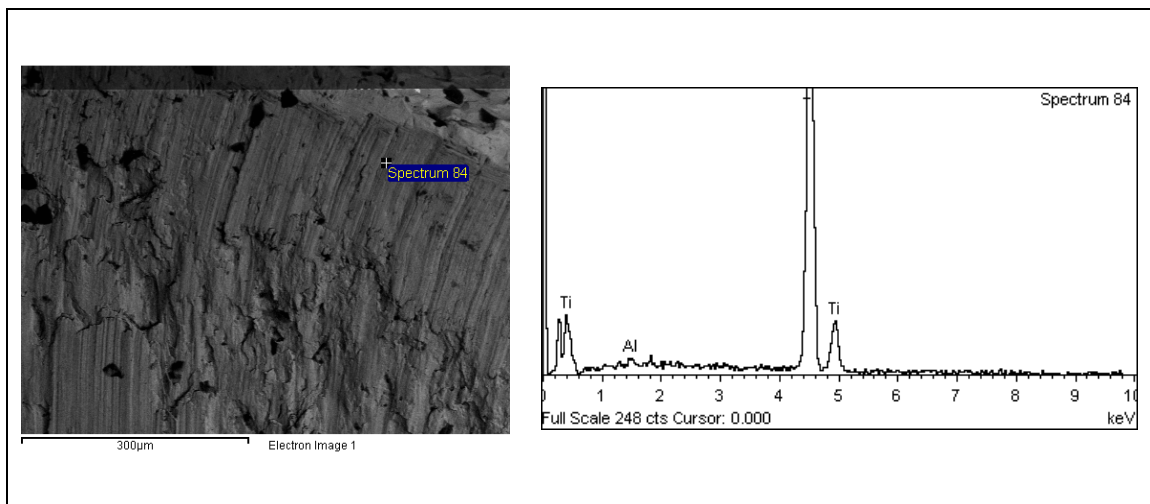 Spectrum 84
300µm
Electron Image 1
Spectrum 84
Ti
Al
Ti
0 1 2 3 4 5 6 7 8 9 10
Full Scale 248 cts Cursor: 0.000
keV